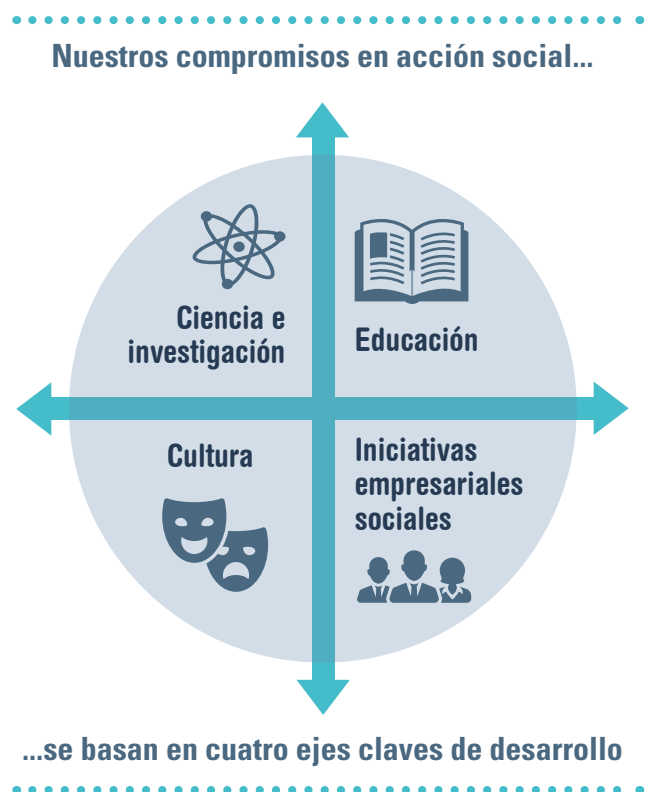 Nuestros compromisos en acción social...
Ciencia e
investigación
Educación
Cultura
Iniciativas
empresariales
sociales
...se basan en cuatro ejes claves de desarrollo